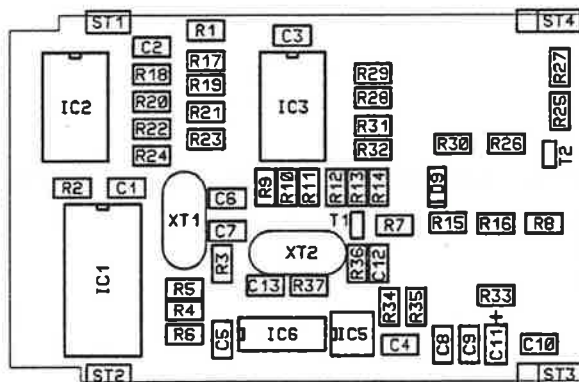 ST1
ST4
R1
C2
C3
R17
R18
R19
R20
R21
R22
R23
R24
IC2
IC3
R29
R28
R31
R32
R27
R25
R30
R26
T2
R2
C1
XT1
C6
C7
R3
R9
R10
R11
R12
R13
R14
D9
T1
R7
R15
R16
R8
IC1
XT2
R36
C12
R5
R4
R6
C13
R37
R34
R35
R33
+
C5
IC6
IC5
C4
C8
C9
C11
C10
ST2
ST3